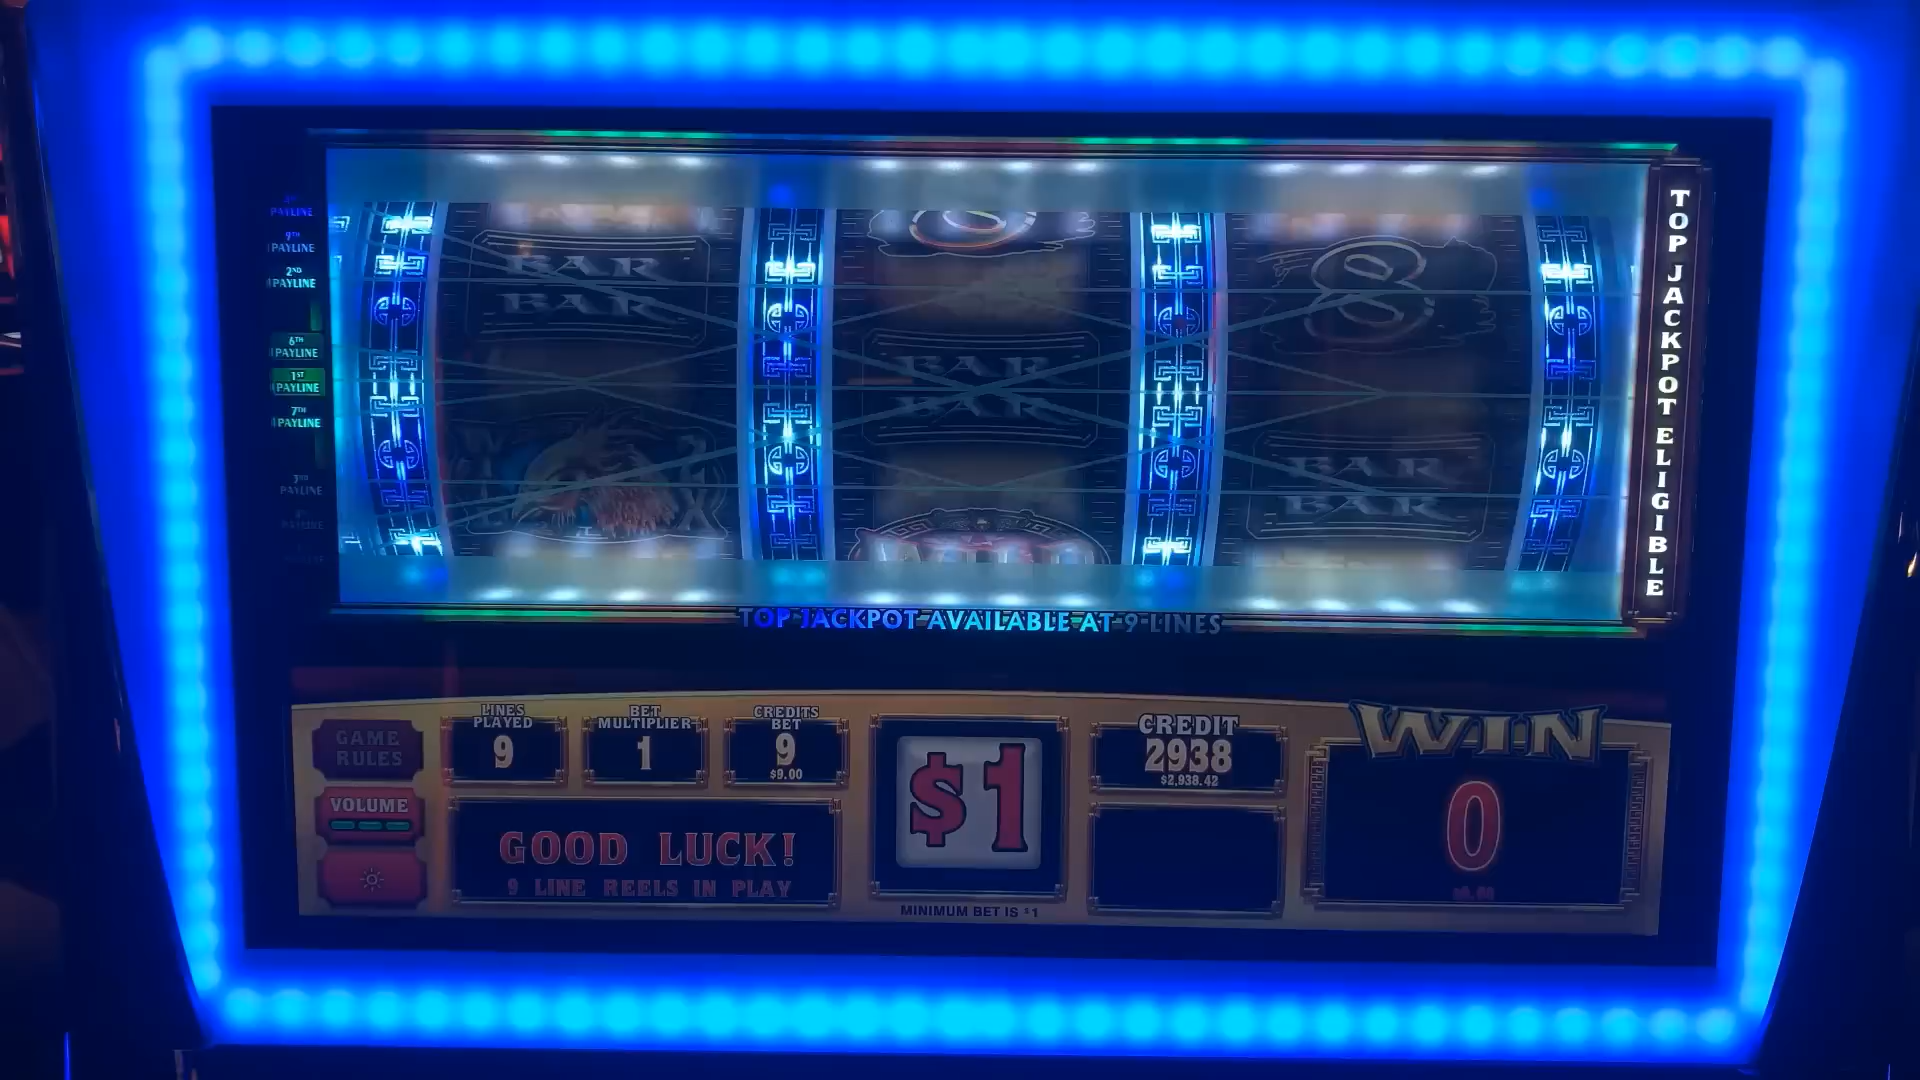 PAYLINE
9TH
PAYLINE
2ND
PAYLINE
6TH
PAYLINE
1ST
PAYLINE
7TH
PAYLINE
3RD
PAYLINE
BAR
BAR
8
8
BAR
BAR
BAR
BAR
TOP JACKPOT ELIGIBLE
TOP JACKPOT AVAILABLE AT 9 LINES
GAME
RULES
VOLUME
LINES
PLAYED
9
BET
MULTIPLIER
1
CREDITS
BET
9
$9.00
GOOD LUCK!
9 LINE REELS IN PLAY
$1
MINIMUM BET IS $1
CREDIT
2938
$2,938.42
WIN
0